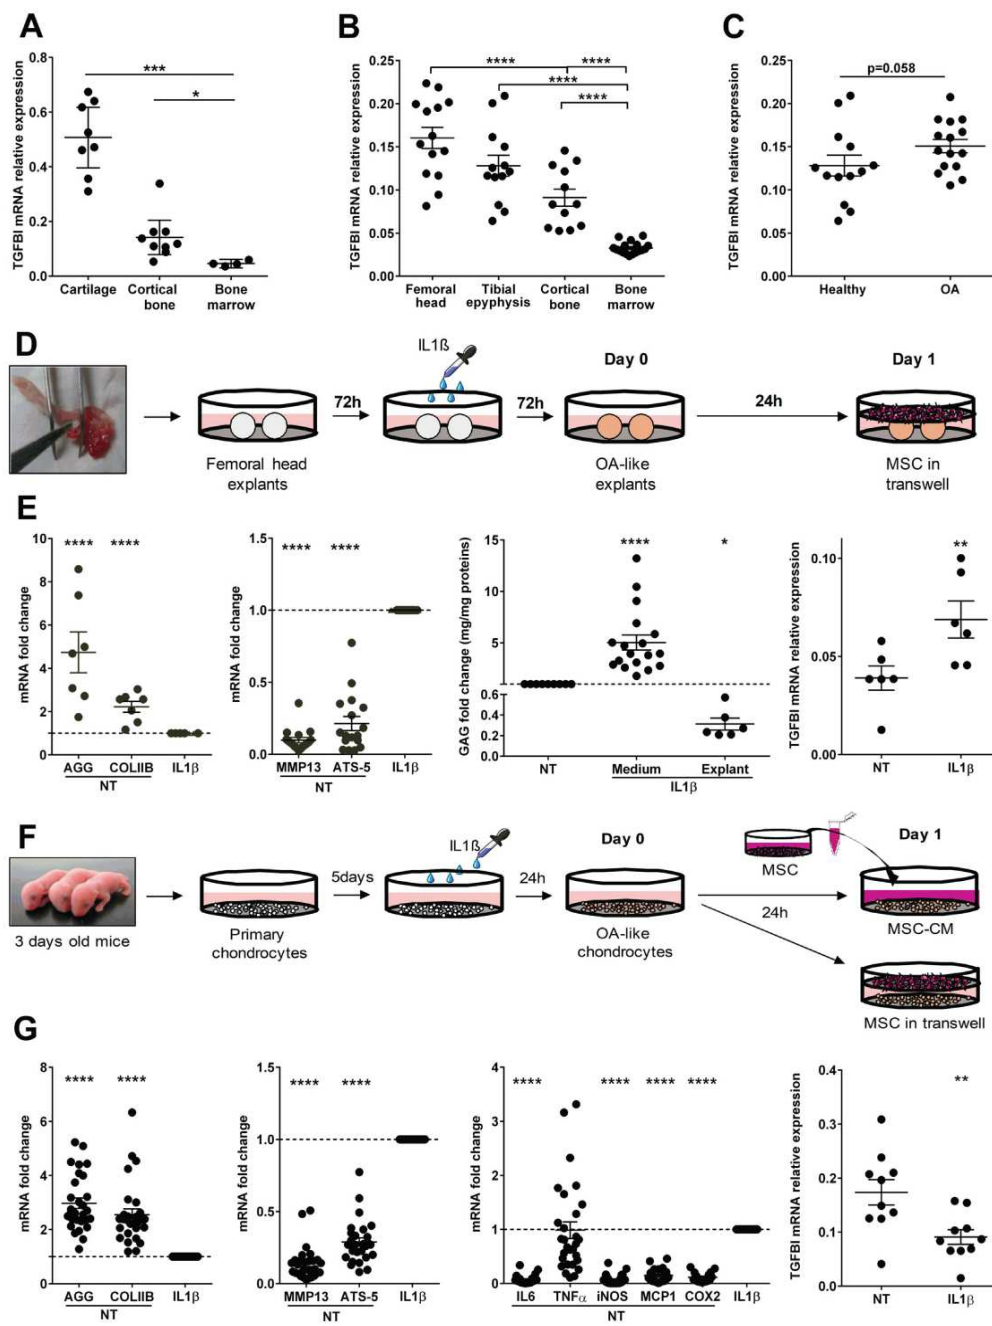 A
TGFBI mRNA relative expression
0.8
0.6
0.4
0.2
0.0
***
*
Cartilage
Cortical bone
Bone marrow
B
TGFBI mRNA relative expression
0.25
0.20
0.15
0.10
0.05
0.00
**** ****
****
****
Femoral head
Tibial epyphysis
Cortical bone
Bone marrow
C
TGFBI mRNA relative expression
0.25
0.20
0.15
0.10
0.05
0.00
p=0.058
Healthy
OA
D
72h
IL1ß
72h
Day 0
24h
Day 1
Femoral head
explants
OA-like
explants
MSC in
transwell
E
mRNA fold change
10
8
6
4
2
0
**** ****
AGG COLIIB IL1β
NT
mRNA fold change
1.5
1.0
0.5
0.0
**** ****
MMP13 ATS-5 IL1β
NT
GAG fold change (mg/mg proteins)
15
10
5
0.6
0.4
0.2
0.0
**** *
NT Medium Explant
IL1β
TGFBI mRNA relative expression
0.10
0.05
0.00
**
NT IL1β
F
3 days old mice
5days
IL1ß
24h
Day 0
MSC
Day 1
24h
Primary
chondrocytes
OA-like
chondrocytes
MSC-CM
MSC in transwell
G
mRNA fold change
8
6
4
2
0
**** ****
AGG COLIIB IL1β
NT
mRNA fold change
1.5
1.0
0.5
0.0
**** ****
MMP13 ATS-5 IL1β
NT
mRNA fold change
4
3
2
1
0
**** **** **** ****
IL6 TNFα iNOS MCP1 COX2 IL1β
NT
TGFBI mRNA relative expression
0.4
0.3
0.2
0.1
0.0
**
NT IL1β